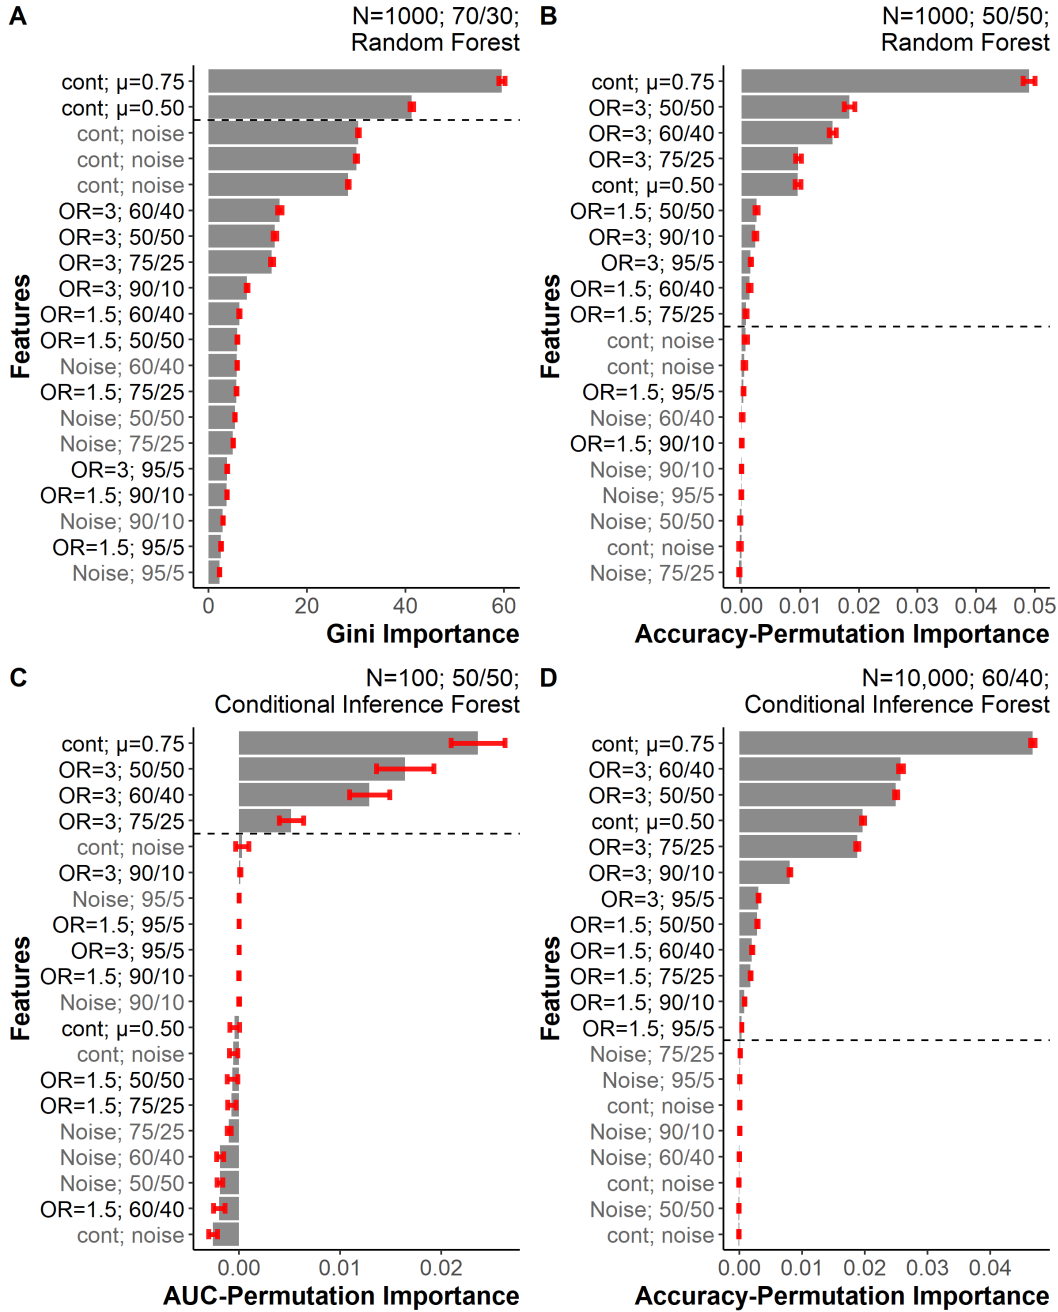 A
N=1000; 70/30;
Random Forest
Features
cont; μ=0.75
cont; μ=0.50
cont; noise
cont; noise
cont; noise
OR=3; 60/40
OR=3; 50/50
OR=3; 75/25
OR=3; 90/10
OR=1.5; 60/40
OR=1.5; 50/50
Noise; 60/40
OR=1.5; 75/25
Noise; 50/50
Noise; 75/25
OR=3; 95/5
OR=1.5; 90/10
Noise; 90/10
OR=1.5; 95/5
Noise; 95/5
0 20 40 60
Gini Importance
B
N=1000; 50/50;
Random Forest
Features
cont; μ=0.75
OR=3; 50/50
OR=3; 60/40
OR=3; 75/25
cont; μ=0.50
OR=1.5; 50/50
OR=3; 90/10
OR=3; 95/5
OR=1.5; 60/40
OR=1.5; 75/25
cont; noise
cont; noise
OR=1.5; 95/5
Noise; 60/40
OR=1.5; 90/10
Noise; 90/10
Noise; 95/5
Noise; 50/50
cont; noise
Noise; 75/25
0.00 0.01 0.02 0.03 0.04 0.05
Accuracy-Permutation Importance
C
N=100; 50/50;
Conditional Inference Forest
Features
cont; μ=0.75
OR=3; 50/50
OR=3; 60/40
OR=3; 75/25
cont; noise
OR=3; 90/10
Noise; 95/5
OR=1.5; 95/5
OR=3; 95/5
OR=1.5; 90/10
Noise; 90/10
cont; μ=0.50
cont; noise
OR=1.5; 50/50
OR=1.5; 75/25
Noise; 75/25
Noise; 60/40
Noise; 50/50
OR=1.5; 60/40
cont; noise
0.00 0.01 0.02
AUC-Permutation Importance
D
N=10,000; 60/40;
Conditional Inference Forest
Features
cont; μ=0.75
OR=3; 60/40
OR=3; 50/50
cont; μ=0.50
OR=3; 75/25
OR=3; 90/10
OR=3; 95/5
OR=1.5; 50/50
OR=1.5; 60/40
OR=1.5; 75/25
OR=1.5; 90/10
OR=1.5; 95/5
Noise; 75/25
Noise; 95/5
cont; noise
Noise; 90/10
Noise; 60/40
cont; noise
Noise; 50/50
cont; noise
0.00 0.01 0.02 0.03 0.04
Accuracy-Permutation Importance